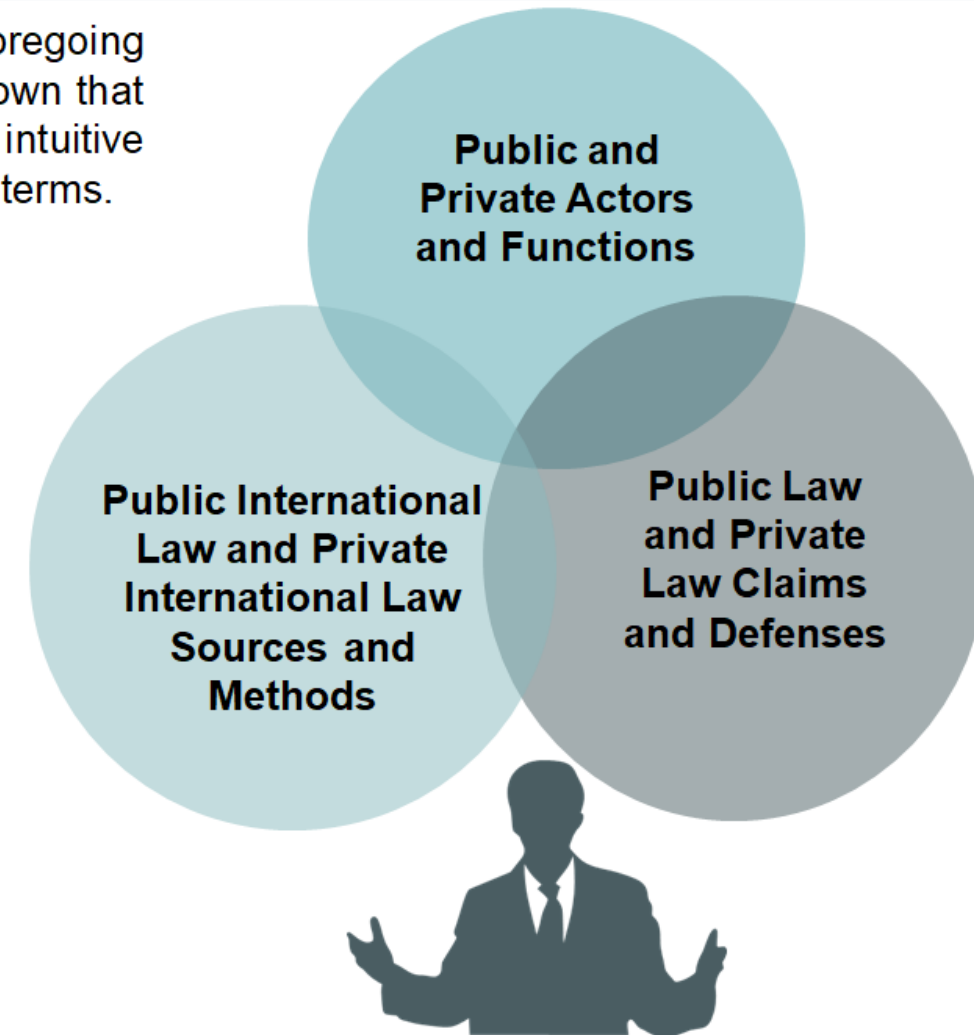 own that
intuitive
terms.
Public and
Private Actors
and Functions
Public International
Law and Private
International Law
Sources and
Methods
Public Law
and Private
Law Claims
and Defenses